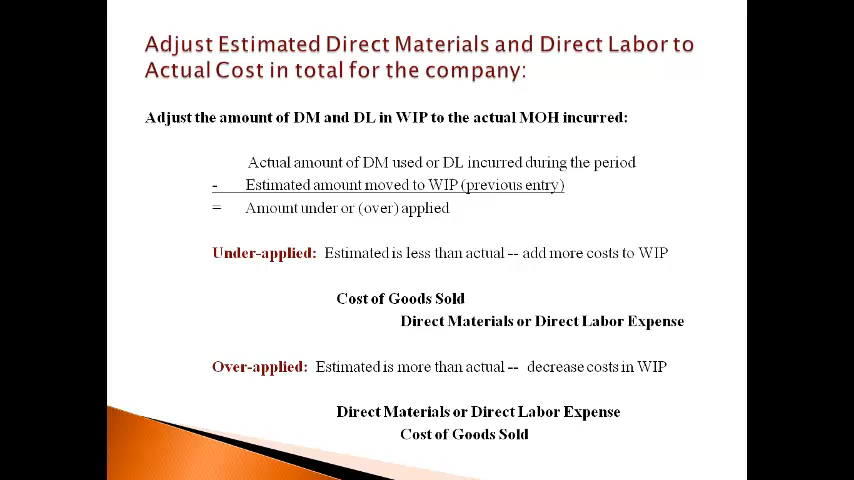 Adjust Estimated Direct Materials and Direct Labor to
Actual Cost in total for the company:
Adjust the amount of DM and DL in WIP to the actual MOH incurred:
Actual amount of DM used or DL incurred during the period
- Estimated amount moved to WIP (previous entry)
= Amount under or (over) applied
Under-applied: Estimated is less than actual -- add more costs to WIP
Cost of Goods Sold
Direct Materials or Direct Labor Expense
Over-applied: Estimated is more than actual -- decrease costs in WIP
Direct Materials or Direct Labor Expense
Cost of Goods Sold